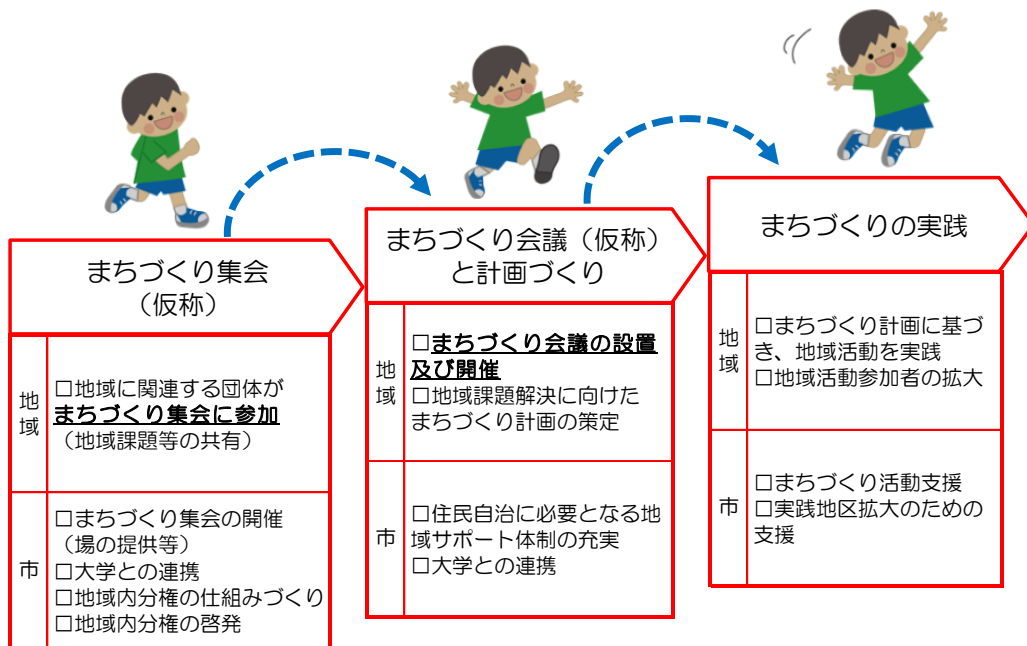 まちづくり集会
（仮称）
地域
□地域に関連する団体が
まちづくり集会に参加
（地域課題等の共有）
市
□まちづくり集会の開催
（場の提供等）
□大学との連携
□地域内分権の仕組みづくり
□地域内分権の啓発
まちづくり会議（仮称）
と計画づくり
地域
□まちづくり会議の設置
及び開催
□地域課題解決に向けた
まちづくり計画の策定
市
□住民自治に必要となる地
域サポート体制の充実
□大学との連携
まちづくりの実践
地域
□まちづくり計画に基づ
き、地域活動を実践
□地域活動参加者の拡大
市
□まちづくり活動支援
□実践地区拡大のための
支援